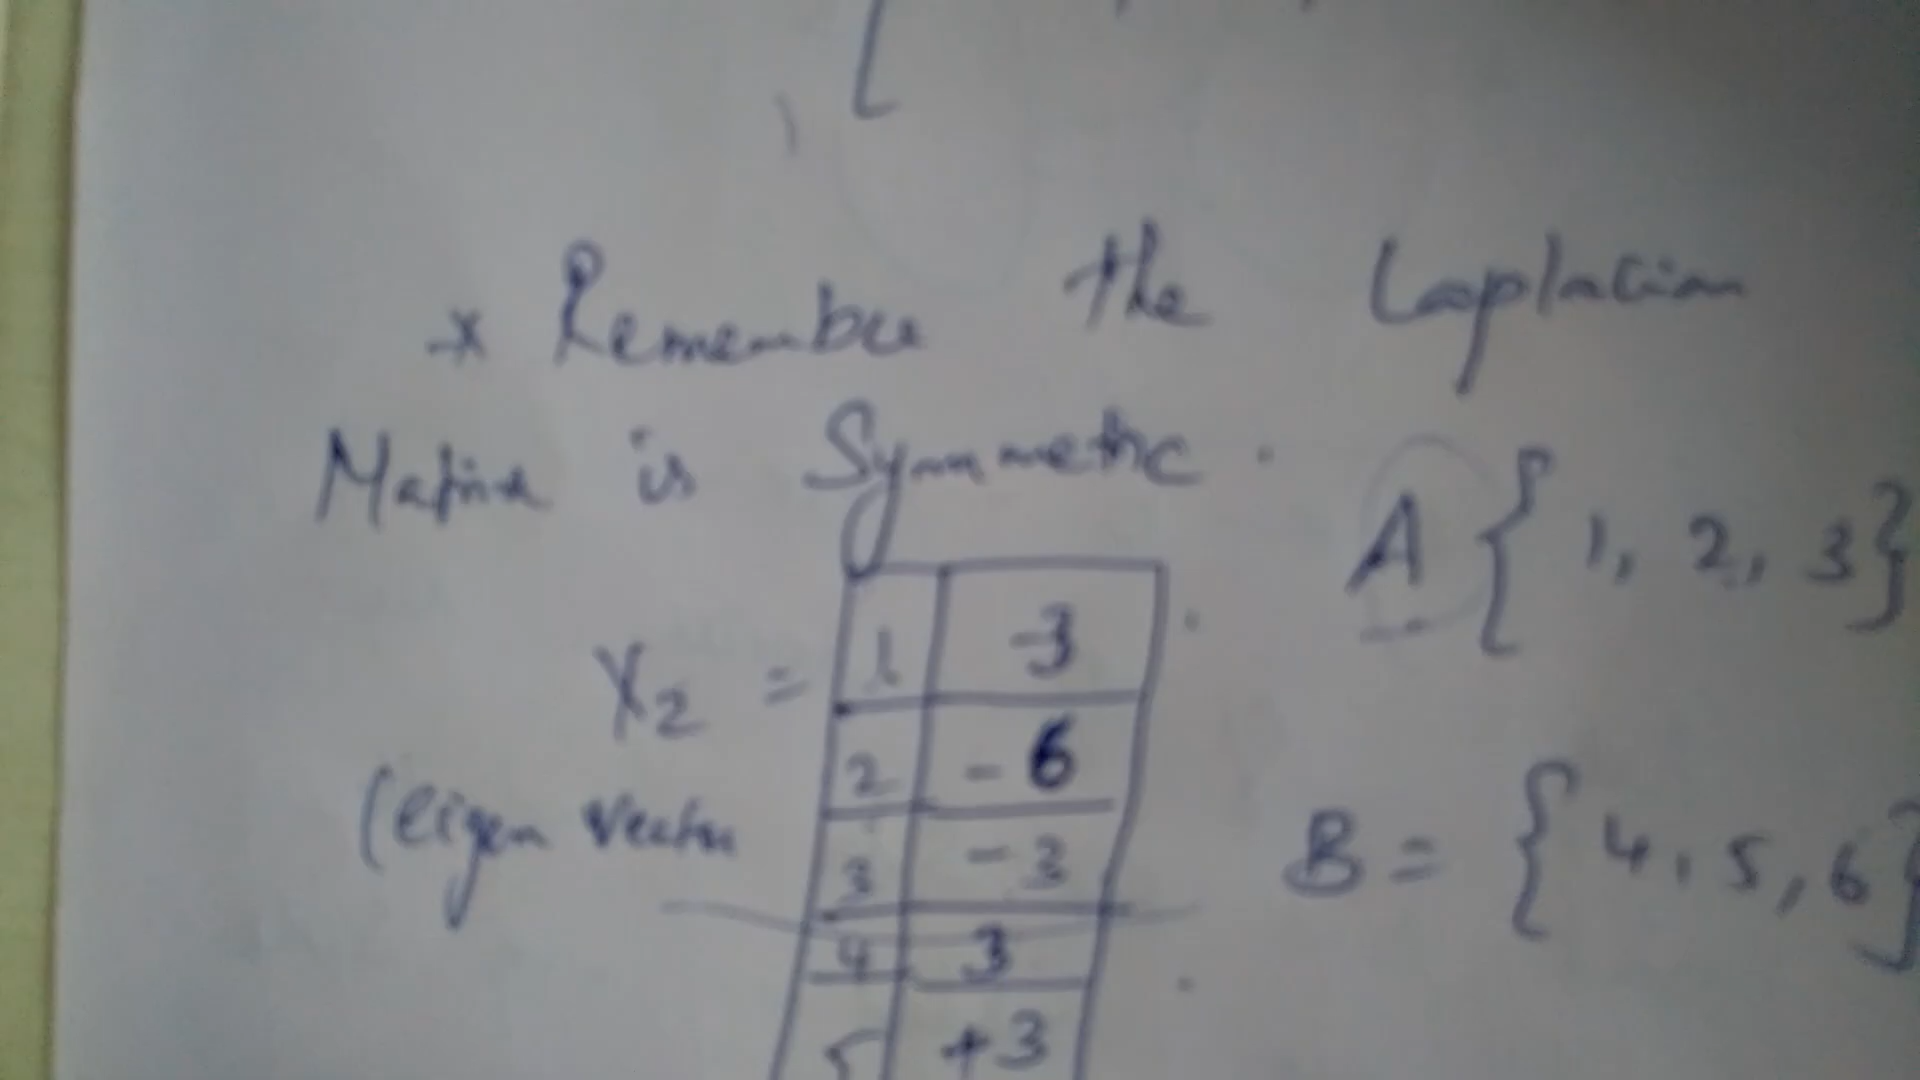 * Remember the Laplacian
Matrix is Symmetric.
A { 1, 2, 3}
X2 =
1 -3
2 - 6
(eigen vector
B = { 4, 5, 6}
3 - 3
4 3
5 +3